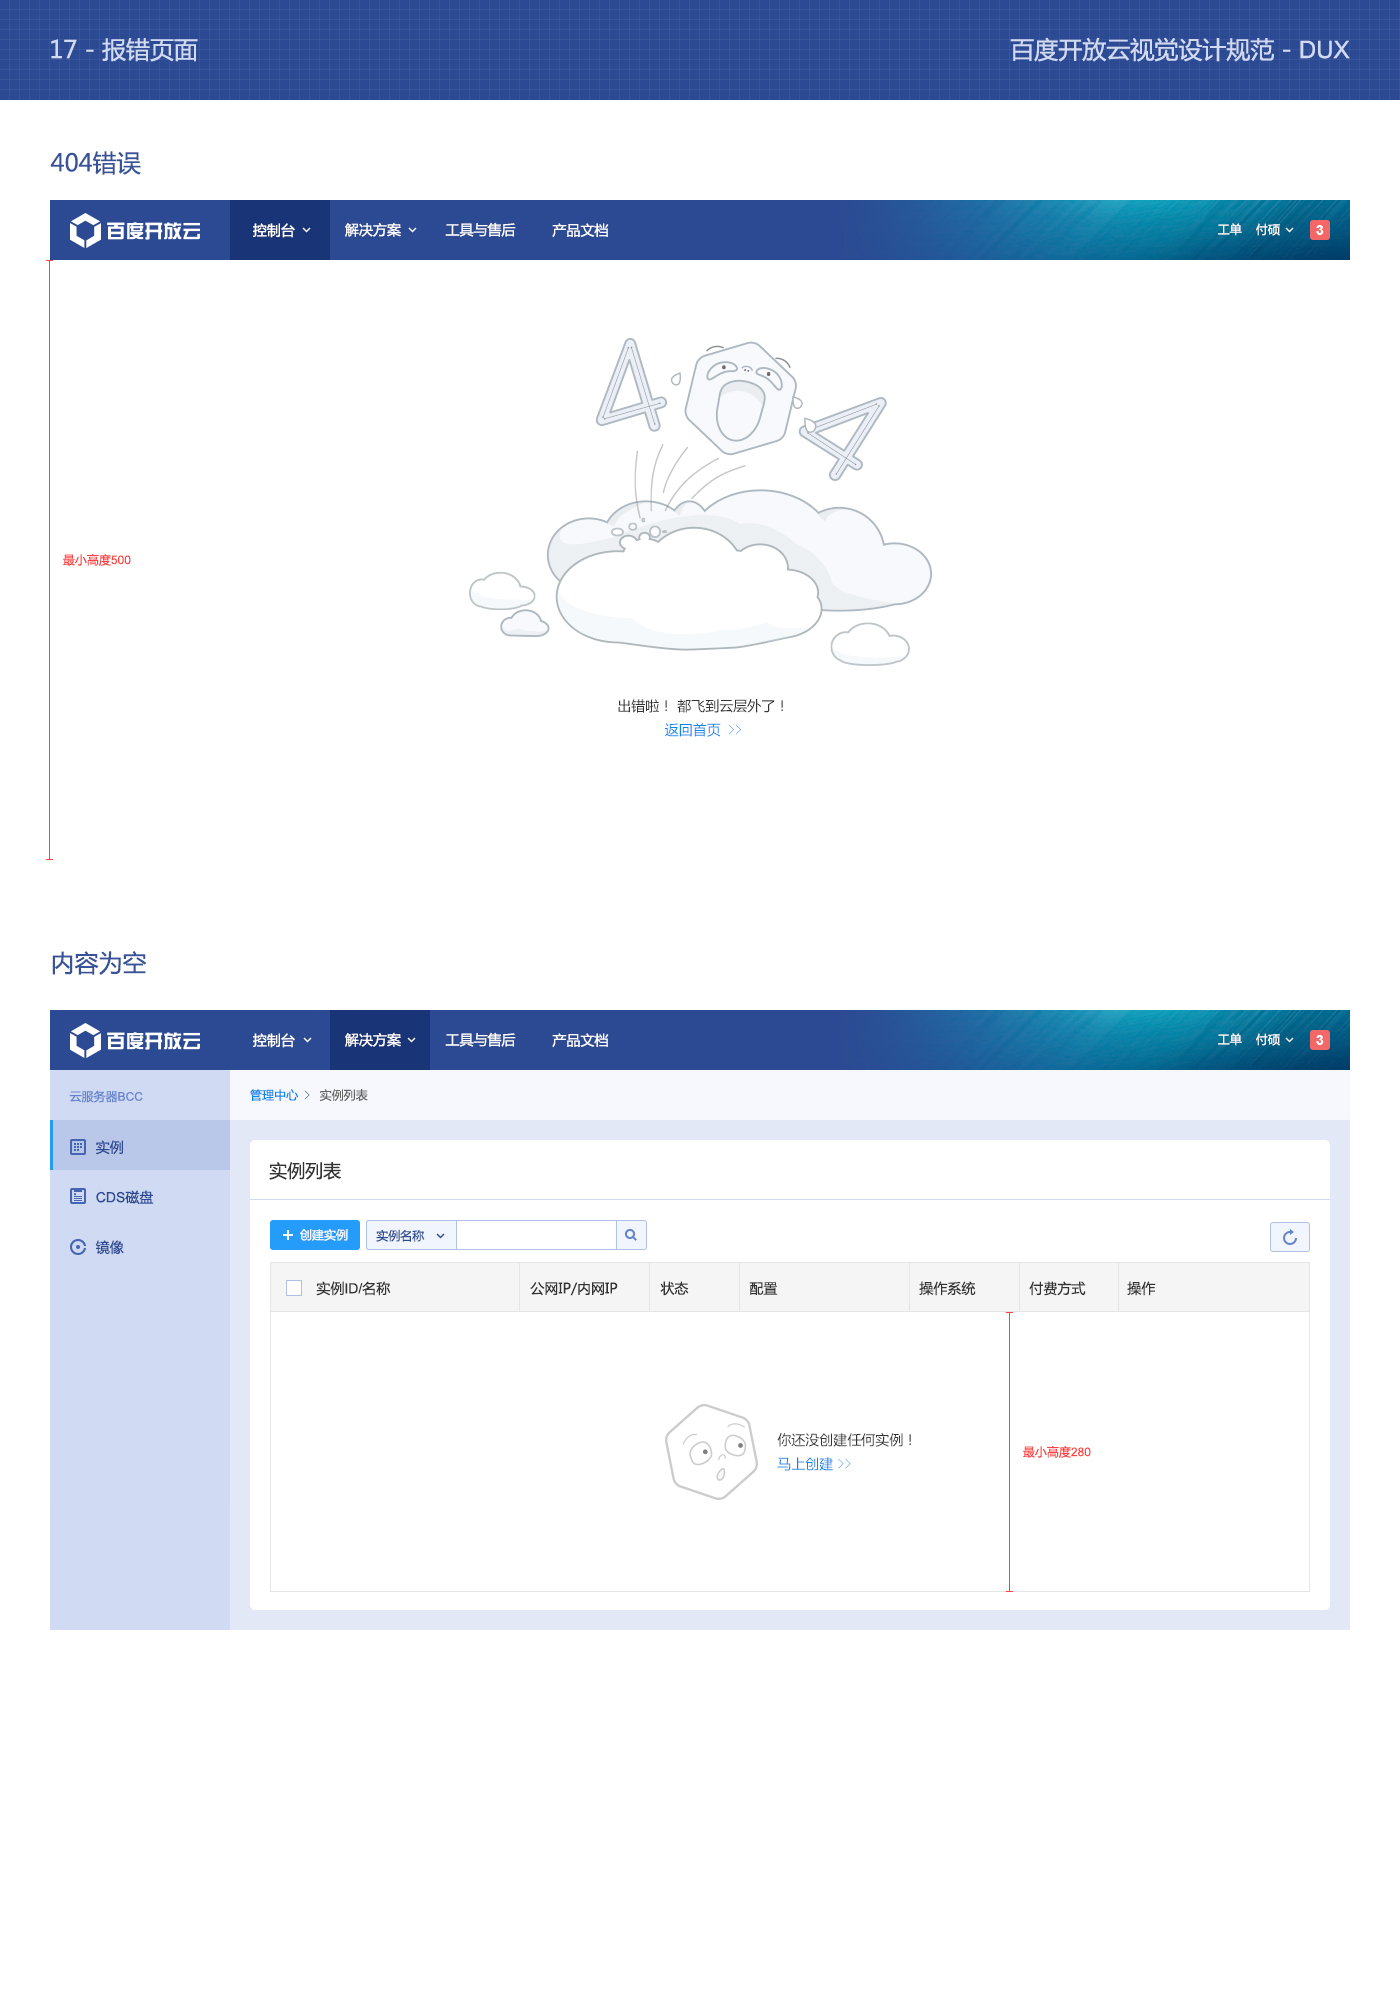 17 - 报错页面
百度开放云视觉设计规范 - DUX
404错误
百度开放云 控制台 解决方案 工具与售后 产品文档 工单 付硕 3
404
最小高度500
出错啦！ 都飞到云层外了！
返回首页 >>
内容为空
百度开放云 控制台 解决方案 工具与售后 产品文档 工单 付硕 3
云服务器BCC
管理中心 > 实例列表
实例
CDS磁盘
镜像
实例列表
+ 创建实例 实例名称
实例ID/名称 公网IP/内网IP 状态 配置 操作系统 付费方式 操作
你还没创建任何实例！
马上创建 >>
最小高度280